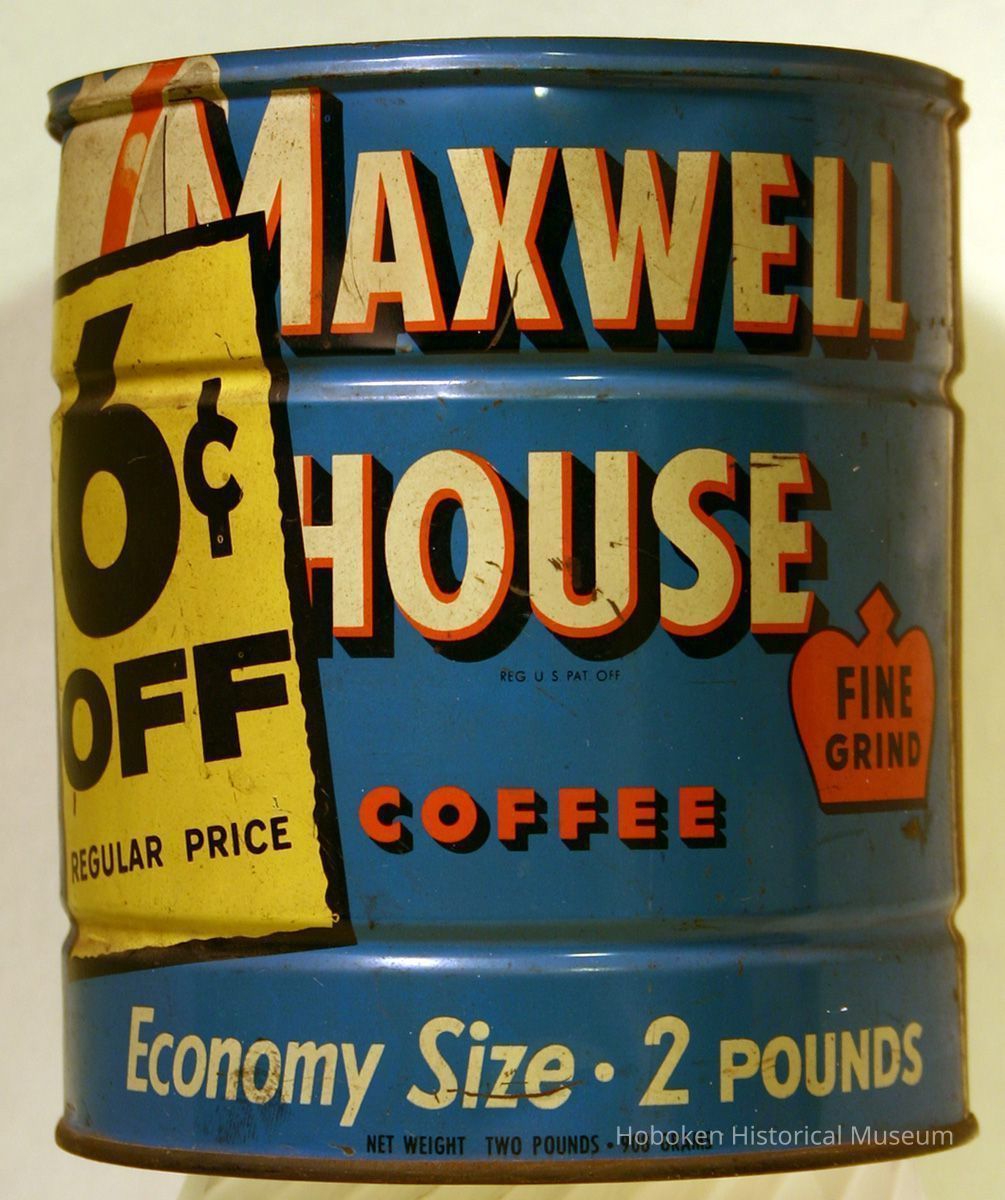 MAXWELL
HOUSE
REG. U.S. PAT. OFF
COFFEE
FINE
GRIND
6¢
OFF
REGULAR PRICE
Economy Size · 2 POUNDS
NET WEIGHT TWO POUNDS •
Hoboken Historical Museum